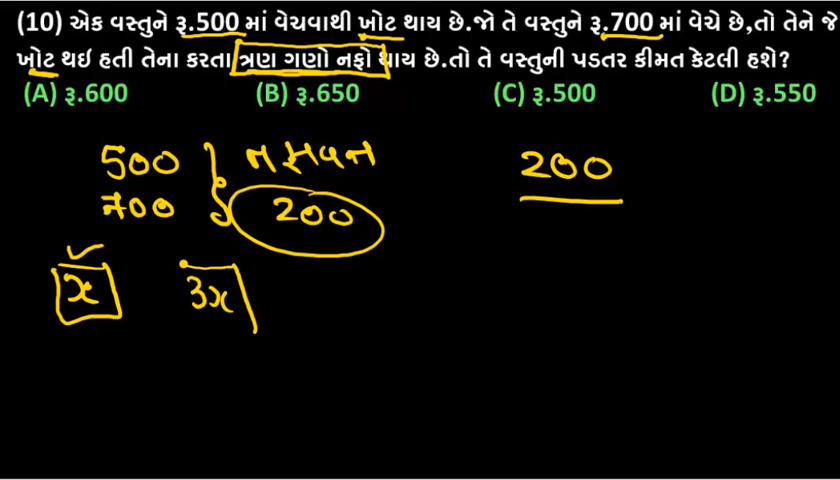 (10) એક વસ્તુને રૂ.500 માં વેચવાથી ખોટ થાય છે.જો તે વસ્તુને રૂ.700 માં વેચે છે,તો તેને જે
ખોટ થઇ હતી તેના કરતા ત્રણ ગણો નફો થાય છે.તો તે વસ્તુની પડતર કીમત કેટલી હશે?
(A) રૂ.600 (B) રૂ.650 (C) રૂ.500 (D) રૂ.550
500
700 200
200
x 3x